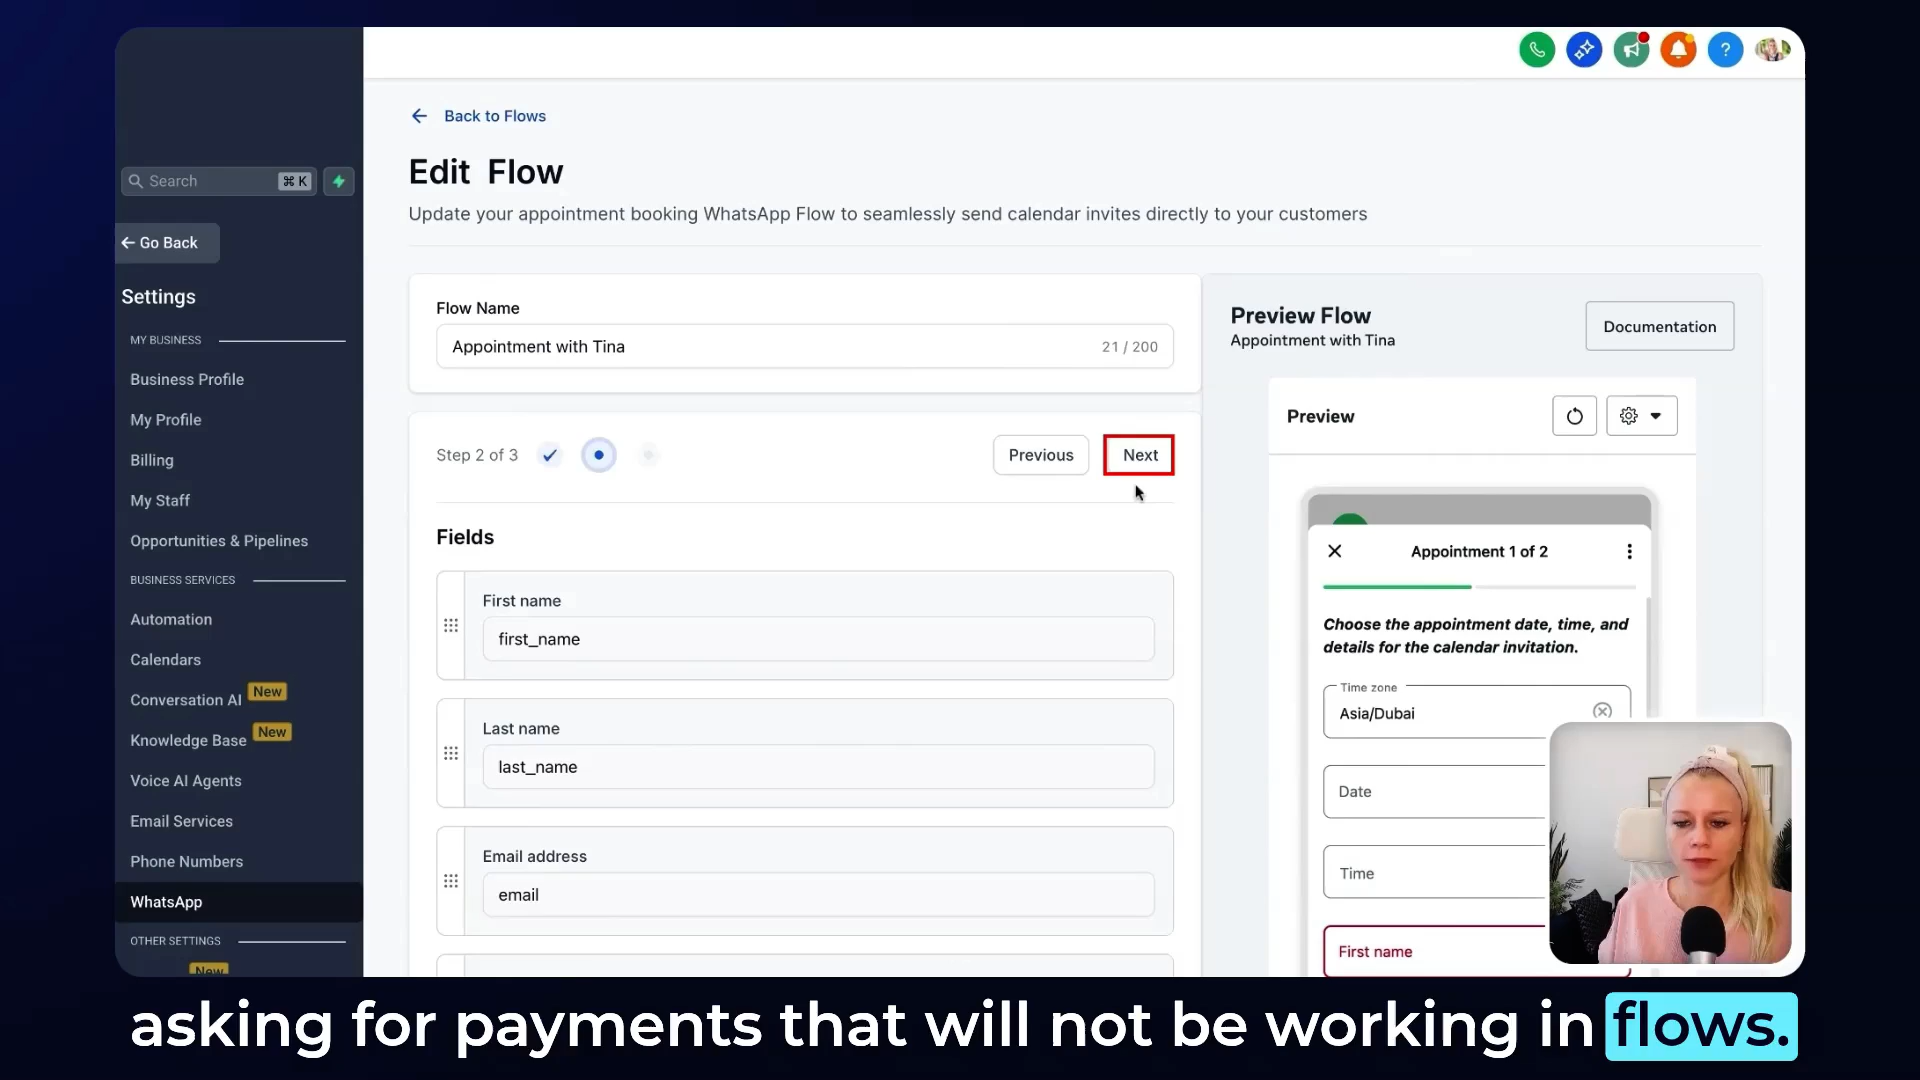 Search
⌘ K
← Go Back
Settings
MY BUSINESS
Business Profile
My Profile
Billing
My Staff
Opportunities & Pipelines
BUSINESS SERVICES
Automation
Calendars
Conversation AI New
Knowledge Base New
Voice AI Agents
Email Services
Phone Numbers
WhatsApp
OTHER SETTINGS
New
?
Back to Flows
Edit Flow
Update your appointment booking WhatsApp Flow to seamlessly send calendar invites directly to your customers
Flow Name
Appointment with Tina 21 / 200
Step 2 of 3 Previous Next
Fields
First name
first_name
Last name
last_name
Email address
email
Preview Flow
Appointment with Tina
Documentation
Preview
Appointment 1 of 2
Choose the appointment date, time, and
details for the calendar invitation.
Time zone
Asia/Dubai
Date
Time
First name
asking for payments that will not be working in flows.